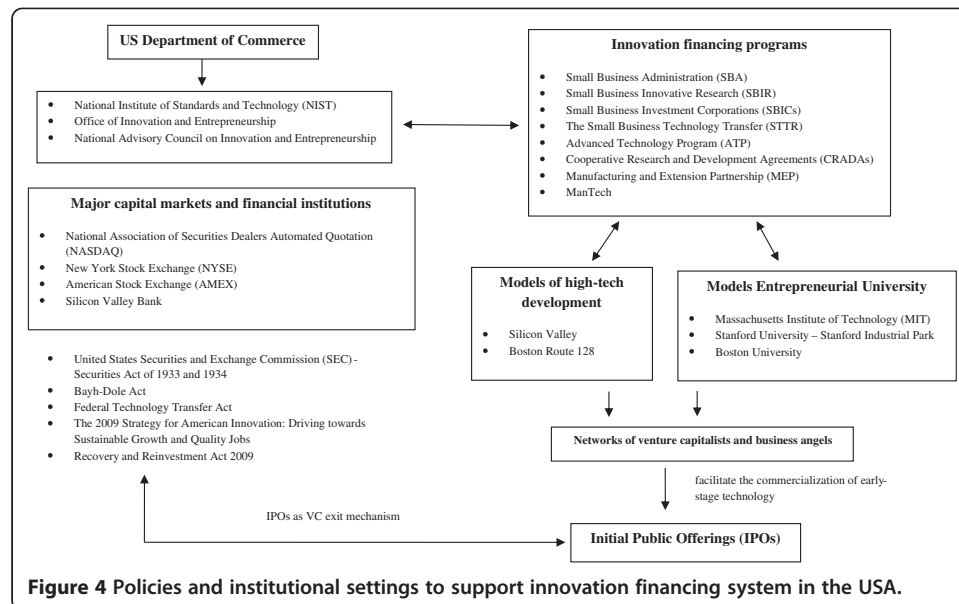 US Department of Commerce
• National Institute of Standards and Technology (NIST)
• Office of Innovation and Entrepreneurship
• National Advisory Council on Innovation and Entrepreneurship
Innovation financing programs
• Small Business Administration (SBA)
• Small Business Innovative Research (SBIR)
• Small Business Investment Corporations (SBICs)
• The Small Business Technology Transfer (STTR)
• Advanced Technology Program (ATP)
• Cooperative Research and Development Agreements (CRADAs)
• Manufacturing and Extension Partnership (MEP)
• ManTech
Major capital markets and financial institutions
• National Association of Securities Dealers Automated Quotation
(NASDAQ)
• New York Stock Exchange (NYSE)
• American Stock Exchange (AMEX)
• Silicon Valley Bank
Models of high-tech
development
• Silicon Valley
• Boston Route 128
Models Entrepreneurial University
• Massachusetts Institute of Technology (MIT)
• Stanford University – Stanford Industrial Park
• Boston University
• United States Securities and Exchange Commission (SEC) -
Securities Act of 1933 and 1934
• Bayh-Dole Act
• Federal Technology Transfer Act
• The 2009 Strategy for American Innovation: Driving towards
Sustainable Growth and Quality Jobs
• Recovery and Reinvestment Act 2009
Networks of venture capitalists and business angels
facilitate the commercialization of early-
stage technology
IPOs as VC exit mechanism
Initial Public Offerings (IPOs)
Figure 4 Policies and institutional settings to support innovation financing system in the USA.